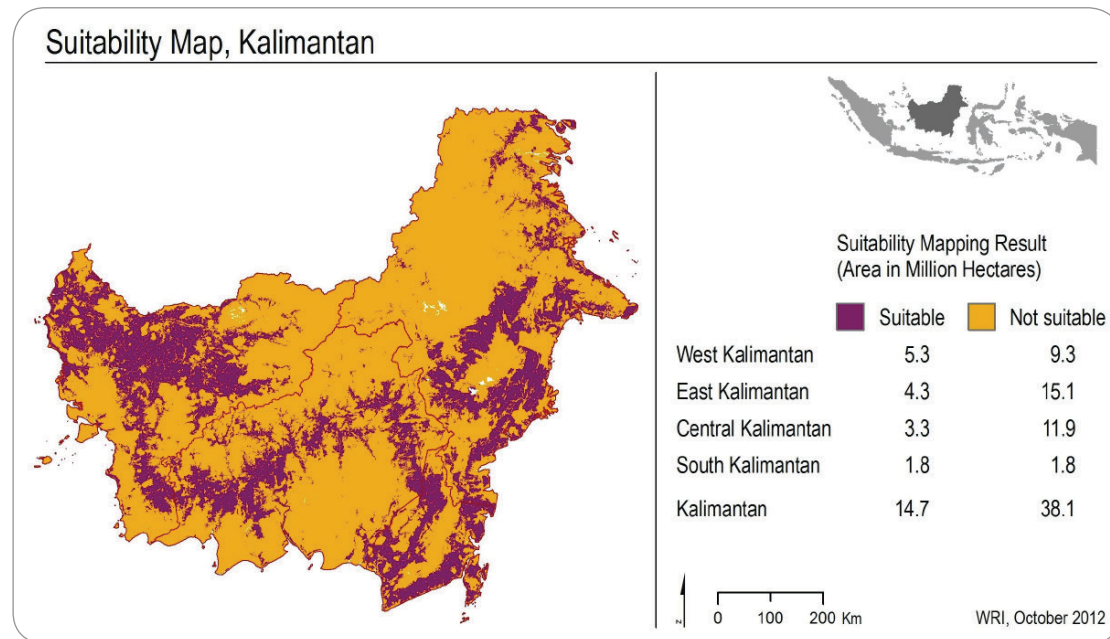 Suitability Map, Kalimantan
Suitability Mapping Result
(Area in Million Hectares)
Suitable Not suitable
West Kalimantan 5.3 9.3
East Kalimantan 4.3 15.1
Central Kalimantan 3.3 11.9
South Kalimantan 1.8 1.8
Kalimantan 14.7 38.1
z 0 100 200 Km
WRI, October 2012